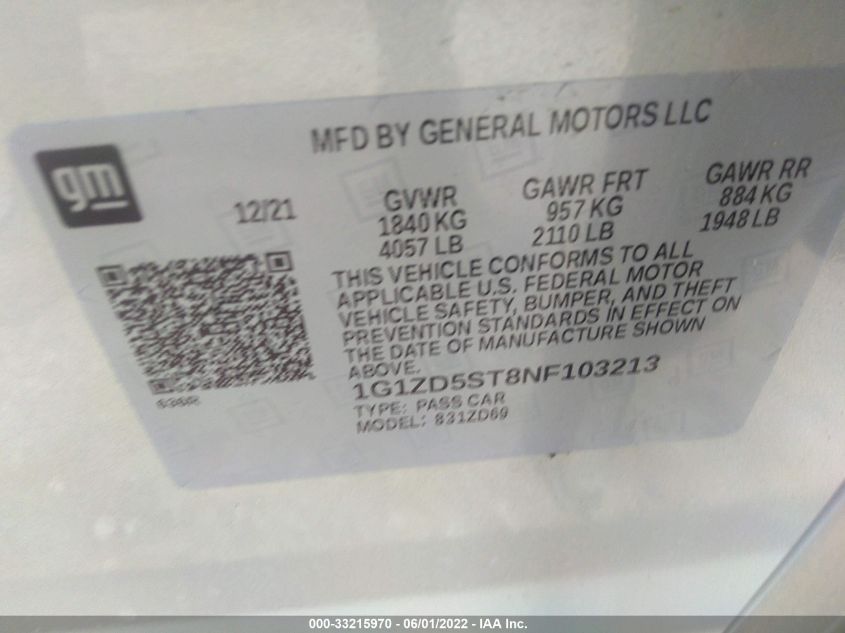 MFD BY GENERAL MOTORS LLC
gm
12/21
GVWR
1840 KG
4057 LB
GAWR FRT
957 KG
2110 LB
GAWR RR
884 KG
1948 LB
THIS VEHICLE CONFORMS TO ALL
APPLICABLE U.S. FEDERAL MOTOR
VEHICLE SAFETY, BUMPER, AND THEFT
PREVENTION STANDARDS IN EFFECT ON
THE DATE OF MANUFACTURE SHOWN
ABOVE.
1G1ZD5ST8NF103213
TYPE: PASS CAR
MODEL: 831ZD69
000-33215970 - 06/01/2022 - IAA Inc.